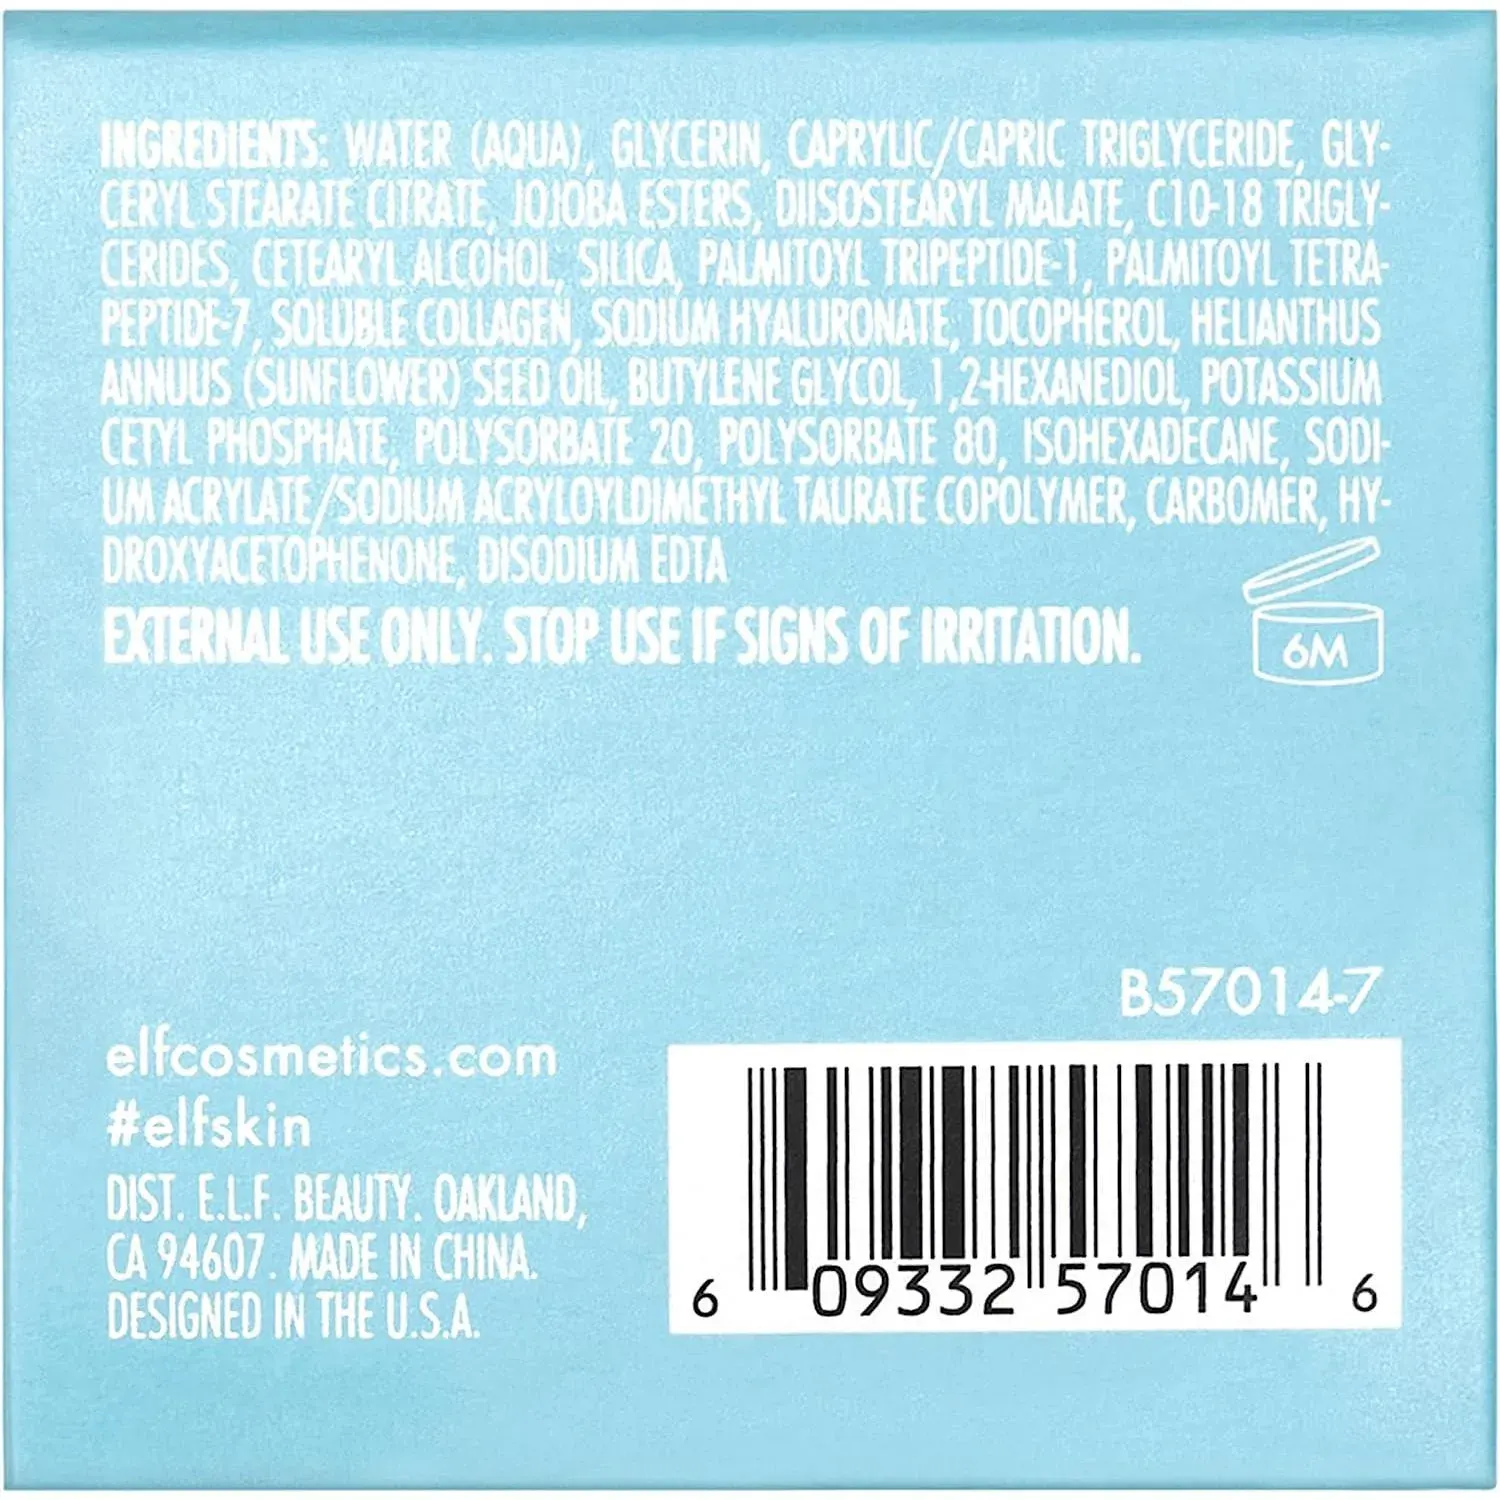 INGREDIENTS: WATER (AQUA), GLYCERIN, CAPRYLIC/CAPRIC TRIGLYCERIDE, GLY-
CERYL STEARATE CITRATE, JOJOBA ESTERS, DIISOSTEARYL MALATE, C10-18 TRIGLY-
CERIDES, CETEARYL ALCOHOL, SILICA, PALMITOYL TRIPEPTIDE-1, PALMITOYL TETRA-
PEPTIDE-7, SOLUBLE COLLAGEN, SODIUM HYALURONATE, TOCOPHEROL, HELIANTHUS
ANNUUS (SUNFLOWER) SEED OIL, BUTYLENE GLYCOL, 1,2-HEXANEDIOL, POTASSIUM
CETYL PHOSPHATE, POLYSORBATE 20, POLYSORBATE 80, ISOHEXADECANE, SODI-
UM ACRYLATE/SODIUM ACRYLOYLDIMETHYL TAURATE COPOLYMER, CARBOMER, HY-
DROXYACETOPHENONE, DISODIUM EDTA
EXTERNAL USE ONLY. STOP USE IF SIGNS OF IRRITATION.
6M
B57014-7
elfcosmetics.com
#elfskin
DIST. E.L.F. BEAUTY. OAKLAND,
CA 94607. MADE IN CHINA.
DESIGNED IN THE U.S.A.
6 09332 57014 6